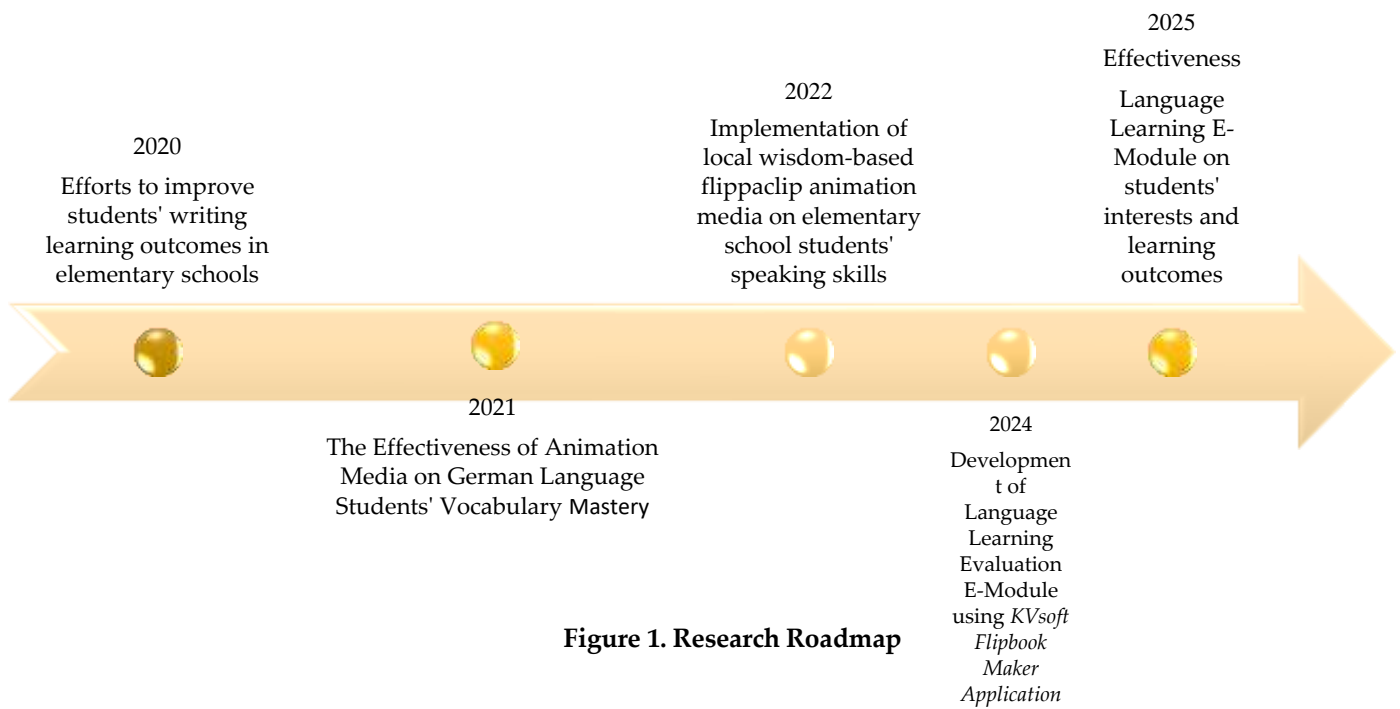 2020
Efforts to improve
students' writing
learning outcomes in
elementary schools
2021
The Effectiveness of Animation
Media on German Language
Students' Vocabulary Mastery
2022
Implementation of
local wisdom-based
flippaclip animation
media on elementary
school students'
speaking skills
2024
Developmen
t of
Language
Learning
Evaluation
E-Module
using KVsoft
Flipbook
Maker
Application
2025
Effectiveness
Language
Learning E-
Module on
students'
interests and
learning
outcomes
Figure 1. Research Roadmap